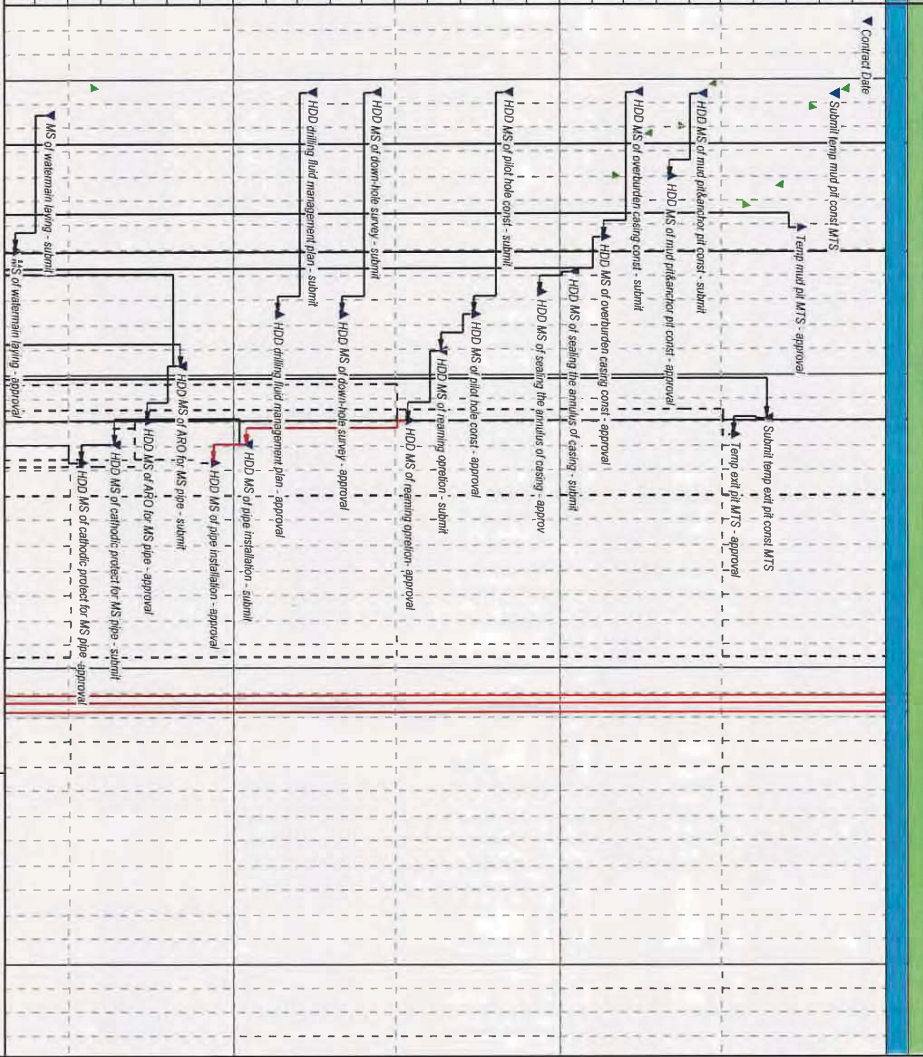 Contract Date
Submit temp mud pit const MTS
Temp mud pit MTS - approval
Submit temp exit pit const MTS
Temp exit pit MTS - approval
HDD MS of mud pit&anchor pit const - submit
HDD MS of mud pit&anchor pit const - approval
HDD MS of overburden casing const - submit
HDD MS of overburden casing const - approval
HDD MS of sealing the annulus of casing - submit
HDD MS of sealing the annulus of casing - approv
HDD MS of pilot hole const - submit
HDD MS of pilot hole const - approval
HDD MS of reaming opretion - submit
HDD MS of reaming opretion- approval
HDD MS of down-hole survey - submit
HDD MS of down-hole survey - approval
HDD drilling fluid management plan - submit
HDD drilling fluid management plan - approval
HDD MS of pipe installation - submit
HDD MS of pipe installation - approval
HDD MS of ARO for MS pipe - submit
HDD MS of ARO for MS pipe - approval
HDD MS of cathodic protect for MS pipe - submit
HDD MS of cathodic protect for MS pipe -approval
MS of watermain laying - submit
MS of watermain laying - approval